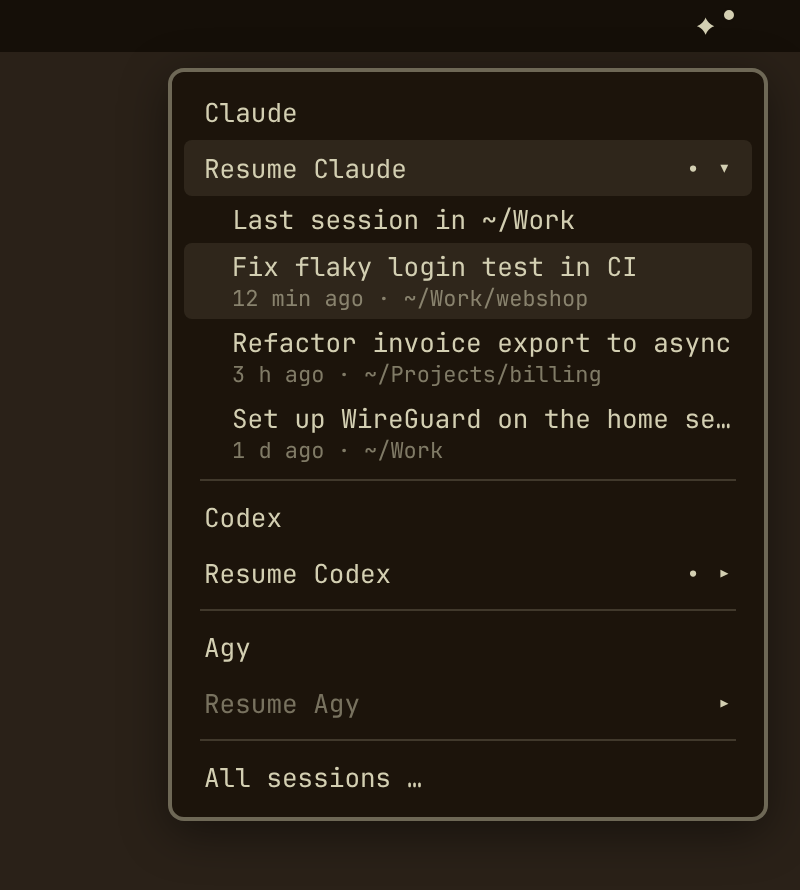 Claude
Resume Claude • ▾
Last session in ~/Work
Fix flaky login test in CI
12 min ago · ~/Work/webshop
Refactor invoice export to async
3 h ago · ~/Projects/billing
Set up WireGuard on the home se…
1 d ago · ~/Work
Codex
Resume Codex • ▸
Agy
Resume Agy ▸
All sessions …